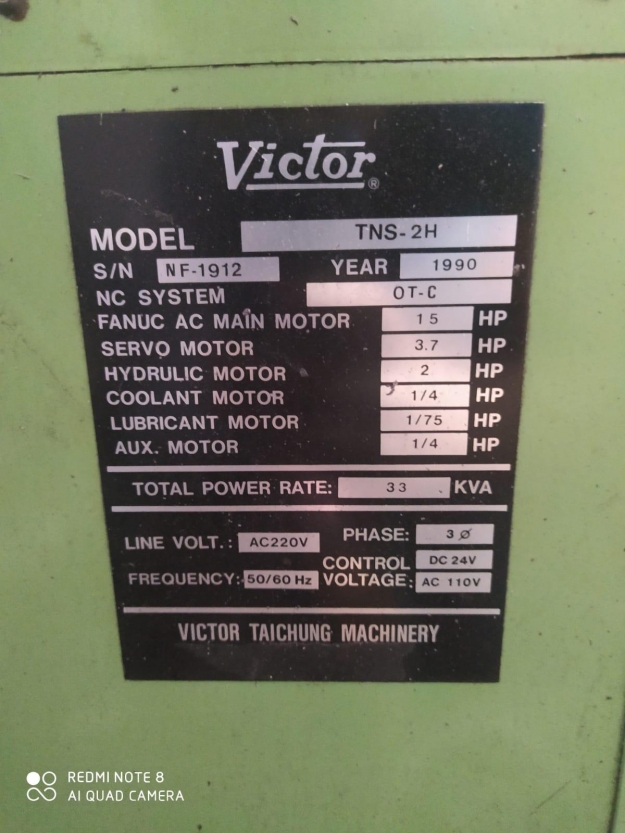 Victor®
MODEL TNS-2H
S/N NF-1912 YEAR 1990
NC SYSTEM OT-C
FANUC AC MAIN MOTOR 15 HP
SERVO MOTOR 3.7 HP
HYDRULIC MOTOR 2 HP
COOLANT MOTOR 1/4 HP
LUBRICANT MOTOR 1/75 HP
AUX. MOTOR 1/4 HP
TOTAL POWER RATE: 33 KVA
LINE VOLT.: AC220V PHASE: 3 Ø
FREQUENCY: 50/60 Hz CONTROL VOLTAGE: DC 24V AC 110V
VICTOR TAICHUNG MACHINERY
REDMI NOTE 8
AI QUAD CAMERA